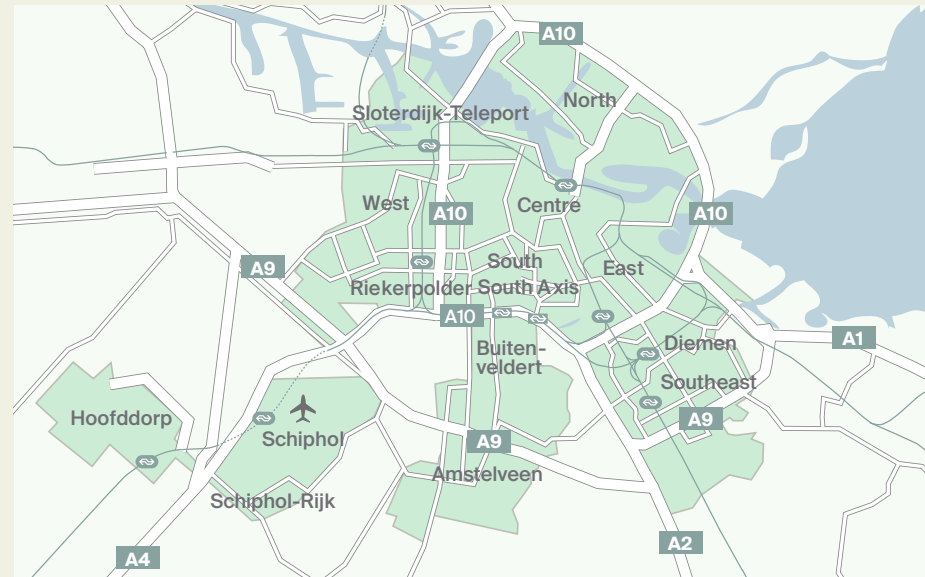 A10
North
Sloterdijk-Teleport
West
A10
Centre
A10
A9
South
East
Riekerpolder
South Axis
A10
Diemen
A1
Buiten-
veldert
Southeast
Hoofddorp
A9
Schiphol
A9
Amstelveen
Schiphol-Rijk
A4
A2